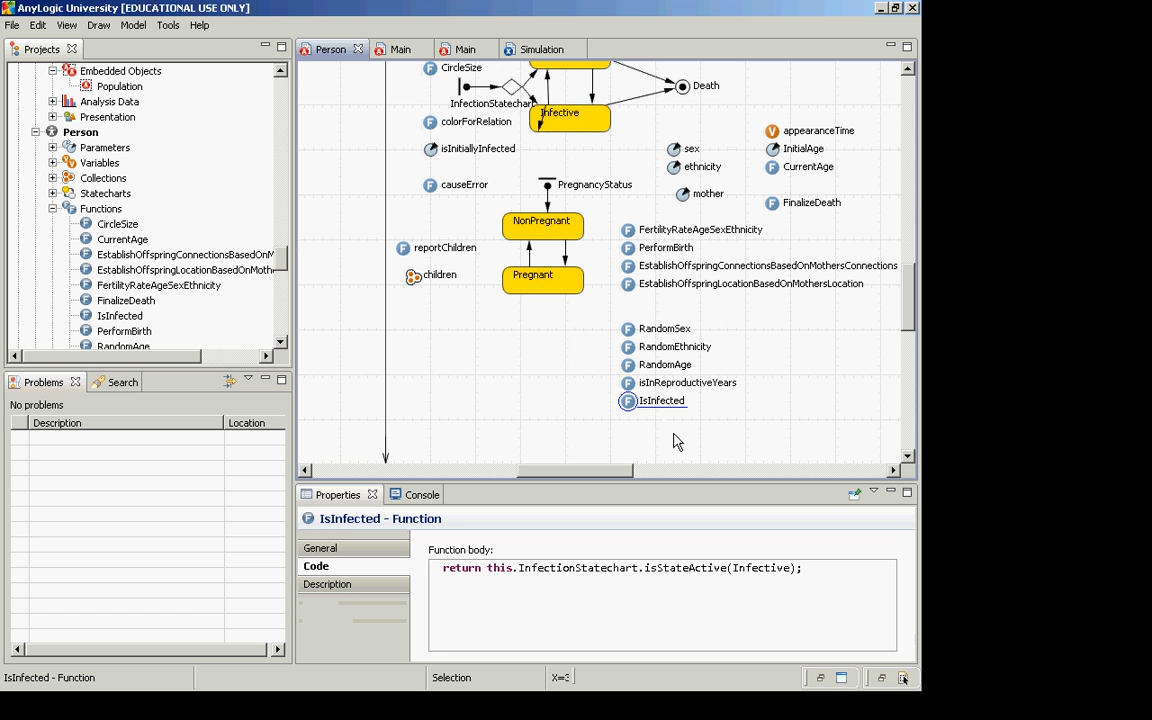 AnyLogic University [EDUCATIONAL USE ONLY]
File Edit View Draw Model Tools Help
Projects
Embedded Objects
Population
Analysis Data
Presentation
Person
Parameters
Variables
Collections
Statecharts
Functions
CircleSize
CurrentAge
EstablishOffspringConnectionsBasedOnM
EstablishOffspringLocationBasedOnMoth
FertilityRateAgeSexEthnicity
FinalizeDeath
IsInfected
PerformBirth
RandomAge
Problems Search
No problems
Description Location
Person Main Main Simulation
CircleSize
InfectionStatechart
Infective
Death
colorForRelation
isInitiallyInfected
causeError
PregnancyStatus
NonPregnant
Pregnant
reportChildren
children
sex
ethnicity
mother
appearanceTime
InitialAge
CurrentAge
FinalizeDeath
FertilityRateAgeSexEthnicity
PerformBirth
EstablishOffspringConnectionsBasedOnMothersConnections
EstablishOffspringLocationBasedOnMothersLocation
RandomSex
RandomEthnicity
RandomAge
isInReproductiveYears
IsInfected
Properties Console
IsInfected - Function
General
Code
Description
Function body:
return this.InfectionStatechart.isStateActive(Infective);
IsInfected - Function Selection X=3